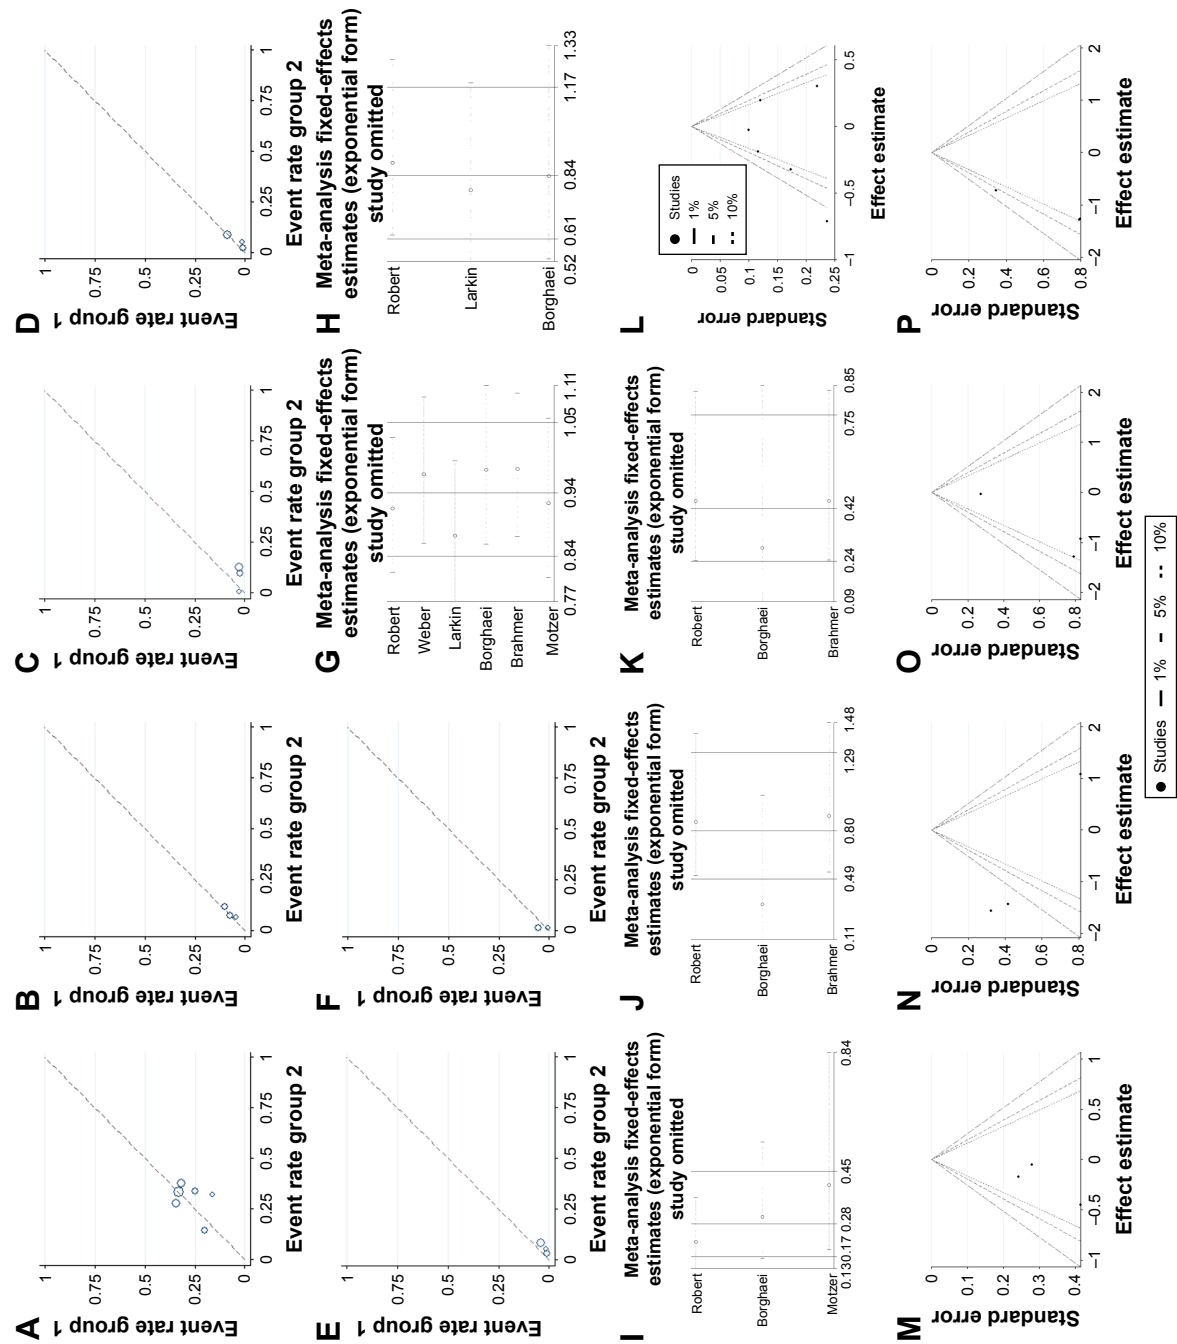 A
1
0.75
0.5
0.25
0
Event rate group 1
0
0.25
0.5
0.75
1
Event rate group 2
B
1
0.75
0.5
0.25
0
Event rate group 1
0
0.25
0.5
0.75
1
Event rate group 2
C
1
0.75
0.5
0.25
0
Event rate group 1
0
0.25
0.5
0.75
1
Event rate group 2
D
1
0.75
0.5
0.25
0
Event rate group 1
0
0.25
0.5
0.75
1
Event rate group 2
E
1
0.75
0.5
0.25
0
Event rate group 1
0
0.25
0.5
0.75
1
Event rate group 2
F
1
0.75
0.5
0.25
0
Event rate group 1
0
0.25
0.5
0.75
1
Event rate group 2
G
Meta-analysis fixed-effects
estimates (exponential form)
study omitted
Robert
Weber
Larkin
Borghaei
Brahmer
Motzer
0.77
0.84
0.94
1.05
1.11
H
Meta-analysis fixed-effects
estimates (exponential form)
study omitted
Robert
Larkin
Borghaei
0.52
0.61
0.84
1.17
1.33
I
Meta-analysis fixed-effects
estimates (exponential form)
study omitted
Robert
Borghaei
Motzer
0.13
0.17
0.28
0.45
0.84
J
Meta-analysis fixed-effects
estimates (exponential form)
study omitted
Robert
Borghaei
Brahmer
0.11
0.49
0.80
1.29
1.48
K
Meta-analysis fixed-effects
estimates (exponential form)
study omitted
Robert
Borghaei
Brahmer
0.09
0.24
0.42
0.75
0.85
L
Studies
1%
5%
10%
0
0.05
0.1
0.15
0.2
0.25
Standard error
−1
−0.5
0
0.5
Effect estimate
M
0
0.1
0.2
0.3
0.4
Standard error
−1
−0.5
0
0.5
1
Effect estimate
N
0
0.2
0.4
0.6
0.8
Standard error
−2
−1
0
1
2
Effect estimate
O
0
0.2
0.4
0.6
0.8
Standard error
−2
−1
0
1
2
Effect estimate
P
0
0.2
0.4
0.6
0.8
Standard error
−2
−1
0
1
2
Effect estimate
Studies 1% 5% 10%